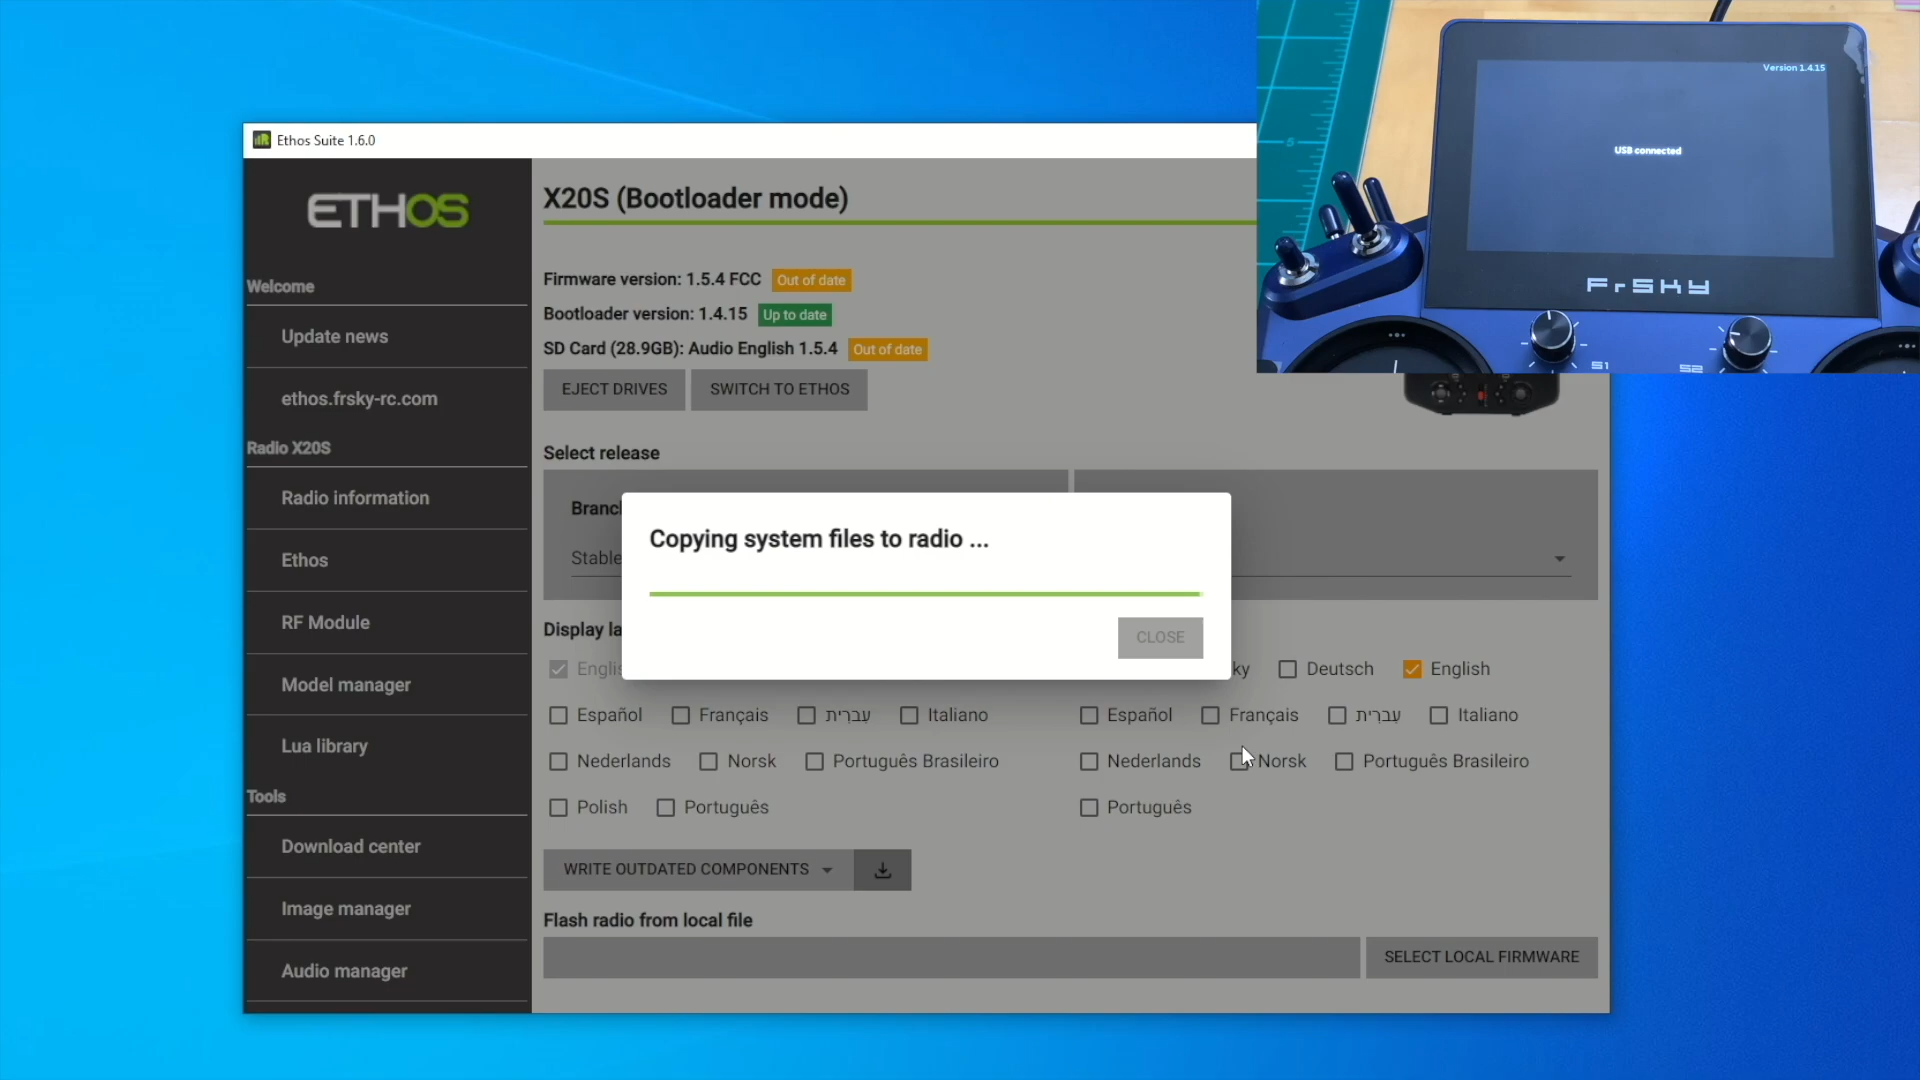 Ethos Suite 1.6.0
ETHOS
Welcome
Update news
ethos.frsky-rc.com
Radio X20S
Radio information
Ethos
RF Module
Model manager
Lua library
Tools
Download center
Image manager
Audio manager
X20S (Bootloader mode)
Firmware version: 1.5.4 FCC Out of date
Bootloader version: 1.4.15 Up to date
SD Card (28.9GB): Audio English 1.5.4 Out of date
EJECT DRIVES SWITCH TO ETHOS
Select release
Stable
Copying system files to radio ...
CLOSE
Deutsch English
Español Français עברית Italiano
Español Français עברית Italiano
Nederlands Norsk Português Brasileiro
Nederlands Norsk Português Brasileiro
Polish Português
Português
WRITE OUTDATED COMPONENTS
Flash radio from local file
SELECT LOCAL FIRMWARE
Version 1.4.15
USB connected
FrSKY
S1
S2
5